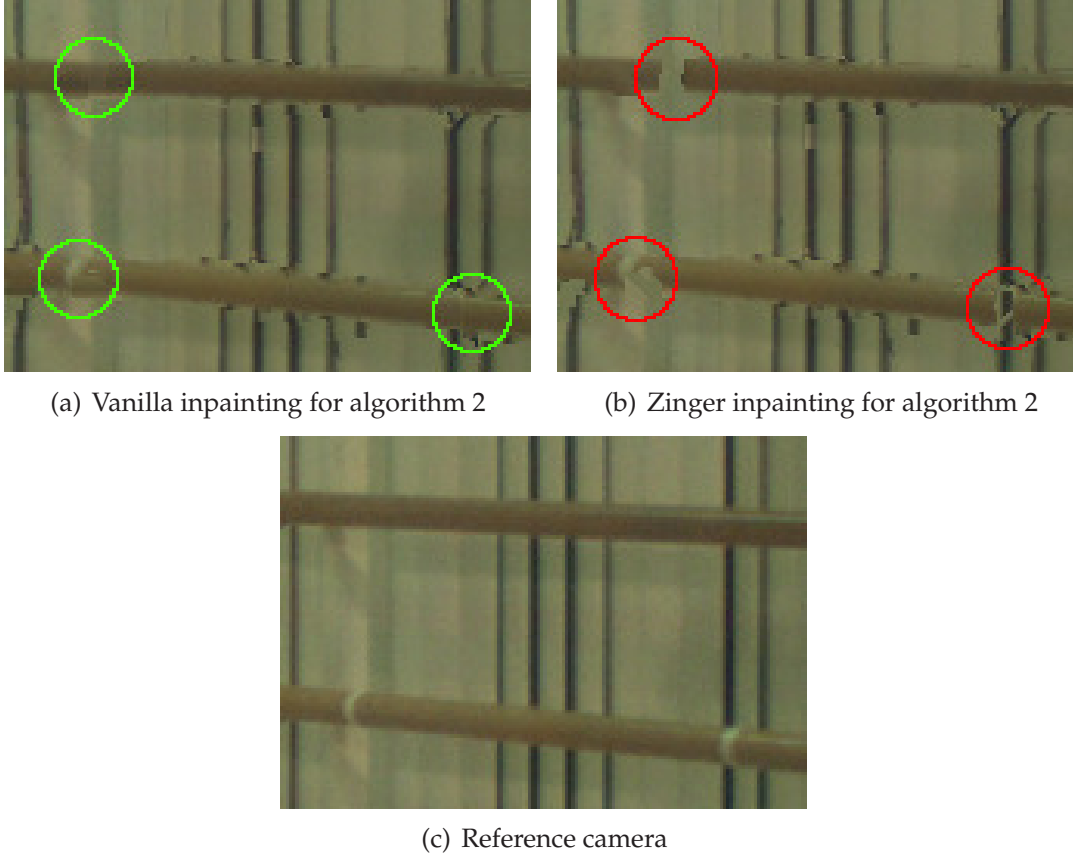 (a) Vanilla inpainting for algorithm 2
(b) Zinger inpainting for algorithm 2
(c) Reference camera